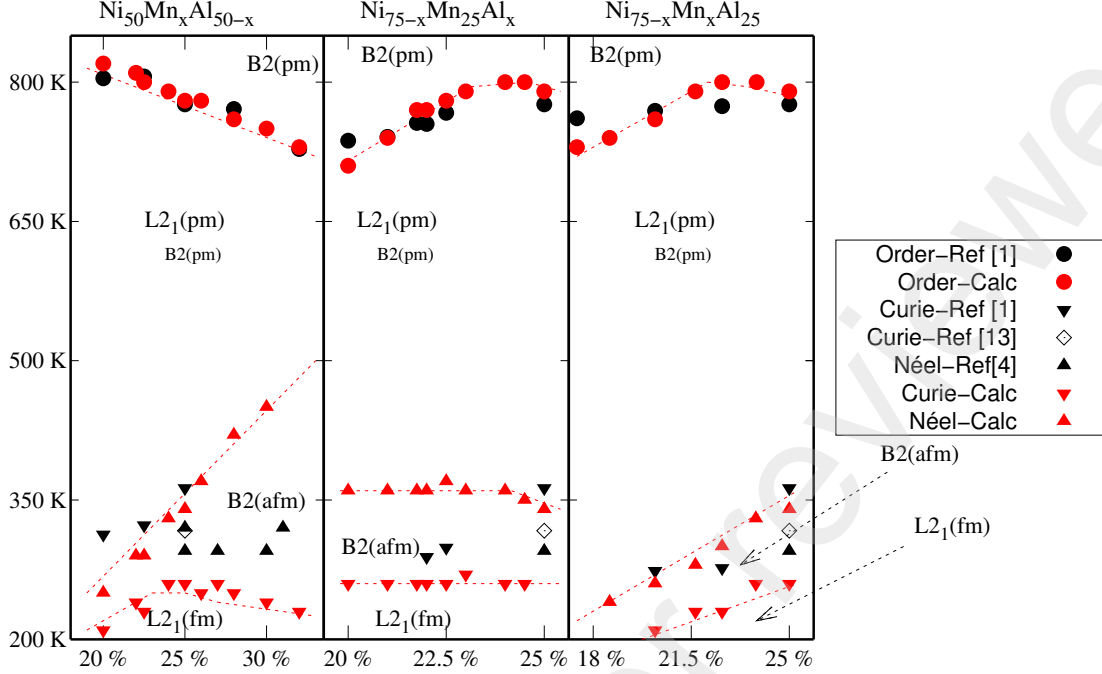 Ni50MnxAl50−x Ni75−xMn25Alx Ni75−xMnxAl25
B2(pm) B2(pm) B2(pm)
800 K
L21(pm) L21(pm) L21(pm)
650 K
B2(pm) B2(pm) B2(pm)
Order−Ref [1]
Order−Calc
Curie−Ref [1]
Curie−Ref [13]
Néel−Ref[4]
Curie−Calc
Néel−Calc
500 K
B2(afm)
350 K
B2(afm)
B2(afm)
L21(fm)
L21(fm) L21(fm)
200 K
20 % 25 % 30 % 20 % 22.5 % 25 % 18 % 21.5 % 25 %